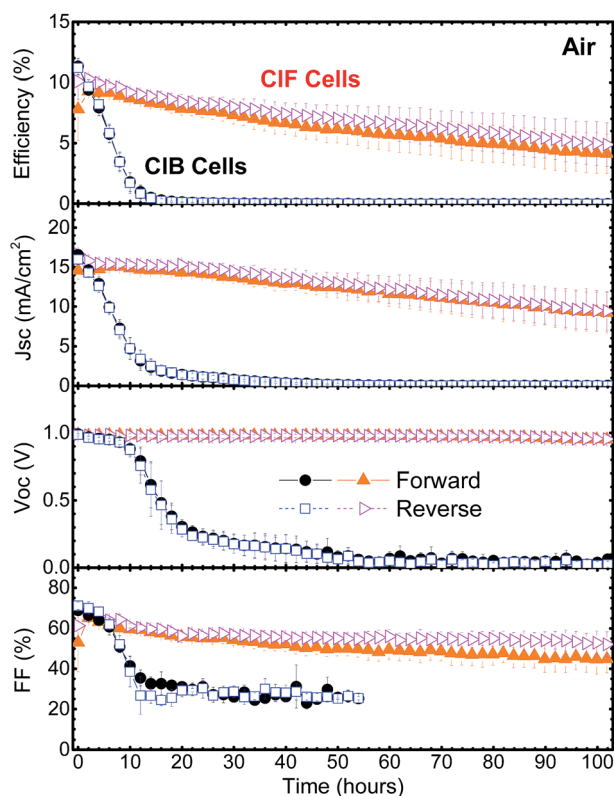 Air
CIF Cells
CIB Cells
Efficiency (%)
15
10
5
0
Jsc (mA/cm²)
20
15
10
5
0
Voc (V)
1.0
0.5
0.0
Forward
Reverse
FF (%)
80
60
40
20
0
0 10 20 30 40 50 60 70 80 90 100
Time (hours)